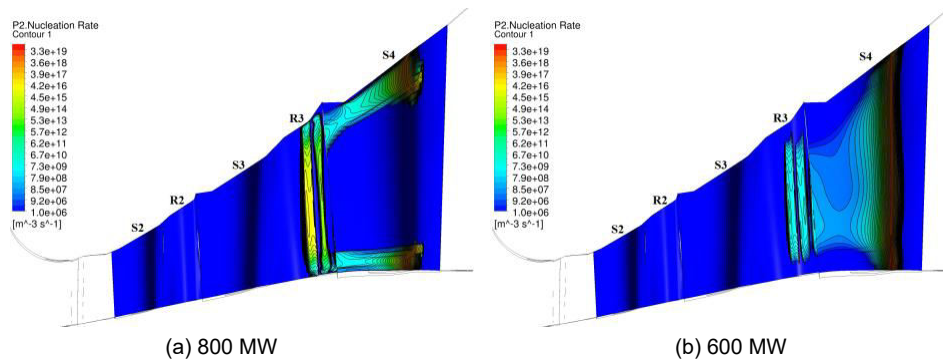 P2.Nucleation Rate
Contour 1
3.3e+19
3.6e+18
3.9e+17
4.2e+16
4.5e+15
4.9e+14
5.2e+13
5.7e+12
6.2e+11
6.7e+10
7.3e+09
7.9e+08
8.5e+07
9.2e+06
1.0e+06
[m^-3 s^-1]
S2
R2
S3
R3
S4
(a) 800 MW
P2.Nucleation Rate
Contour 1
3.3e+19
3.6e+18
3.9e+17
4.2e+16
4.5e+15
4.9e+14
5.2e+13
5.7e+12
6.2e+11
6.7e+10
7.3e+09
7.9e+08
8.5e+07
9.2e+06
1.0e+06
[m^-3 s^-1]
S2
R2
S3
R3
S4
(b) 600 MW